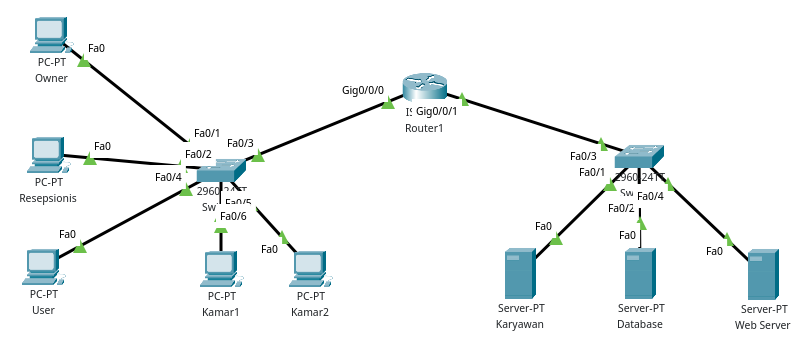 PC-PT
Owner
Fa0
Fa0/1
Fa0/2
Fa0/3
Fa0/4
Fa0
PC-PT
Resepsionis
Gig0/0/0
Gig0/0/1
Router1
Fa0/3
Fa0/1
2960 24TT
Sw
Fa0/5
Fa0/6
2960-24TT
Sw
Fa0/4
Fa0/2
Fa0
PC-PT
User
PC-PT
Kamar1
Fa0
PC-PT
Kamar2
Fa0
Server-PT
Karyawan
Fa0
Server-PT
Database
Fa0
Server-PT
Web Server